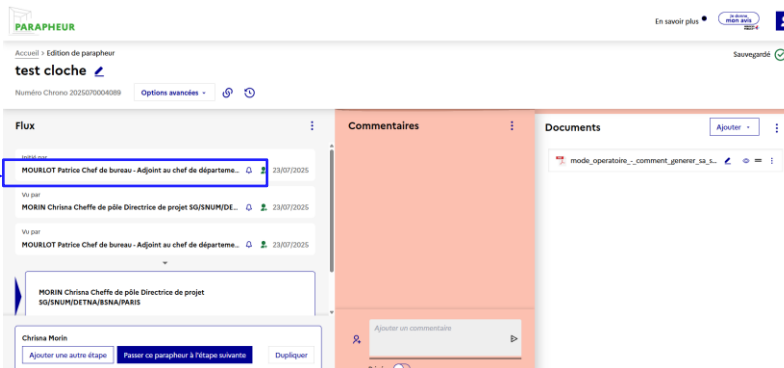 PARAPHEUR
En savoir plus
Je donne
mon avis
Accueil > Edition de parapheur
Sauvegardé
test cloche
Numéro Chrono 2025070004089
Options avancées
Flux
Commentaires
Documents
Ajouter
Initié par
MOURLOT Patrice Chef de bureau - Adjoint au chef de départeme...
23/07/2025
mode_operatoire_-_comment_generer_sa_s...
Vu par
MORIN Chrisna Cheffe de pôle Directrice de projet SG/SNUM/DE...
23/07/2025
Vu par
MOURLOT Patrice Chef de bureau - Adjoint au chef de départeme...
23/07/2025
MORIN Chrisna Cheffe de pôle Directrice de projet
SG/SNUM/DETNA/BSNA/PARIS
Chrisna Morin
Ajouter un commentaire
Ajouter une autre étape
Passer ce parapheur à l'étape suivante
Dupliquer